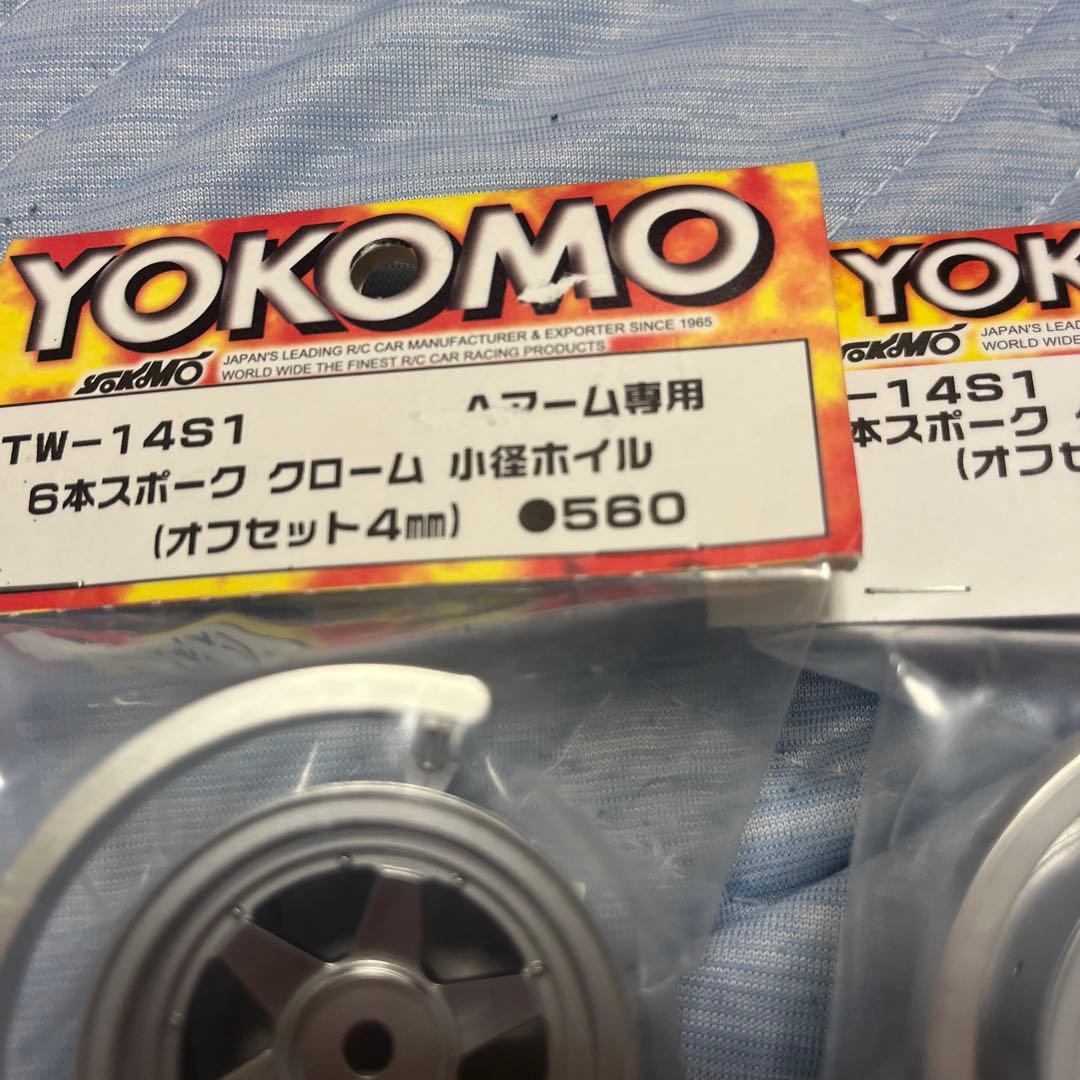 YOKOMO
YOKOMO
JAPAN'S LEADING R/C CAR MANUFACTURER & EXPORTER SINCE 1965
WORLD WIDE THE FINEST R/C CAR RACING PRODUCTS
TW-14S1 Aアーム専用
6本スポーク クローム 小径ホイル
(オフセット4mm) ●560
YOK
YOKOMO
JAPAN'S LEAD
WORLD WIDE T
-14S1
本スポーク
(オフセ